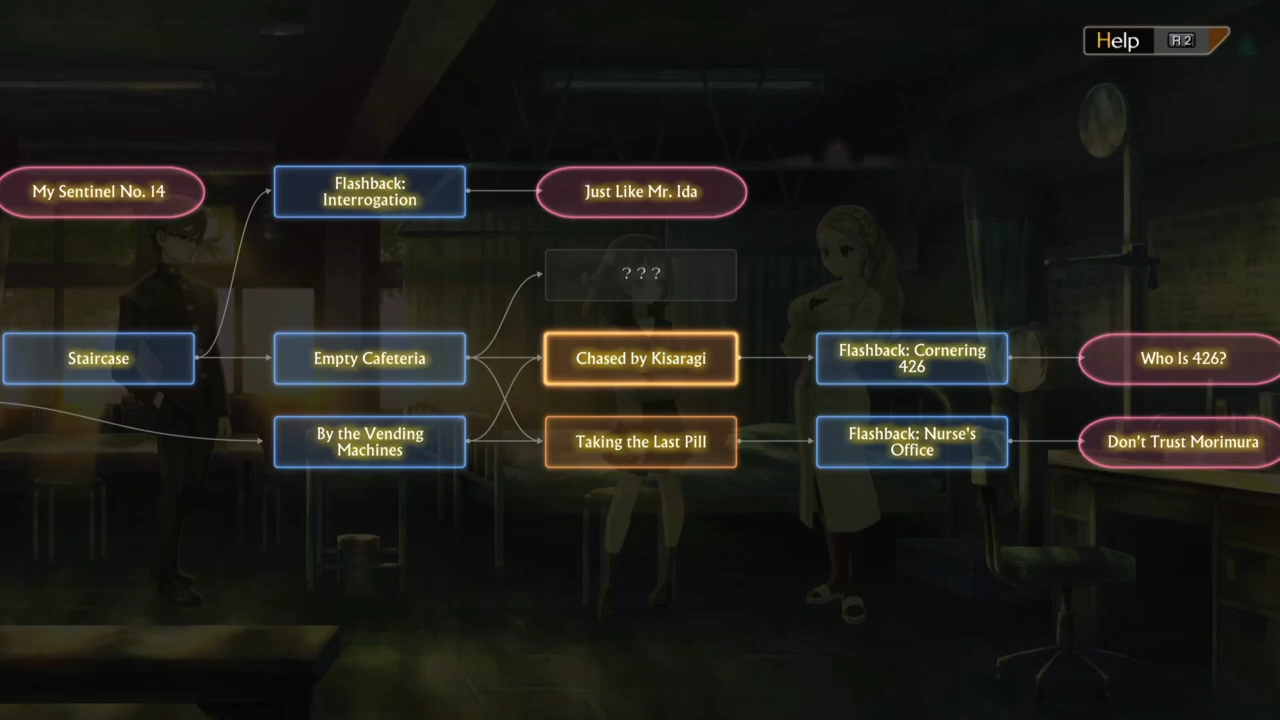 Help R2
My Sentinel No. 14
Flashback:
Interrogation
Just Like Mr. Ida
???
Staircase
Empty Cafeteria
Chased by Kisaragi
Flashback: Cornering
426
Who Is 426?
By the Vending
Machines
Taking the Last Pill
Flashback: Nurse's
Office
Don't Trust Morimura